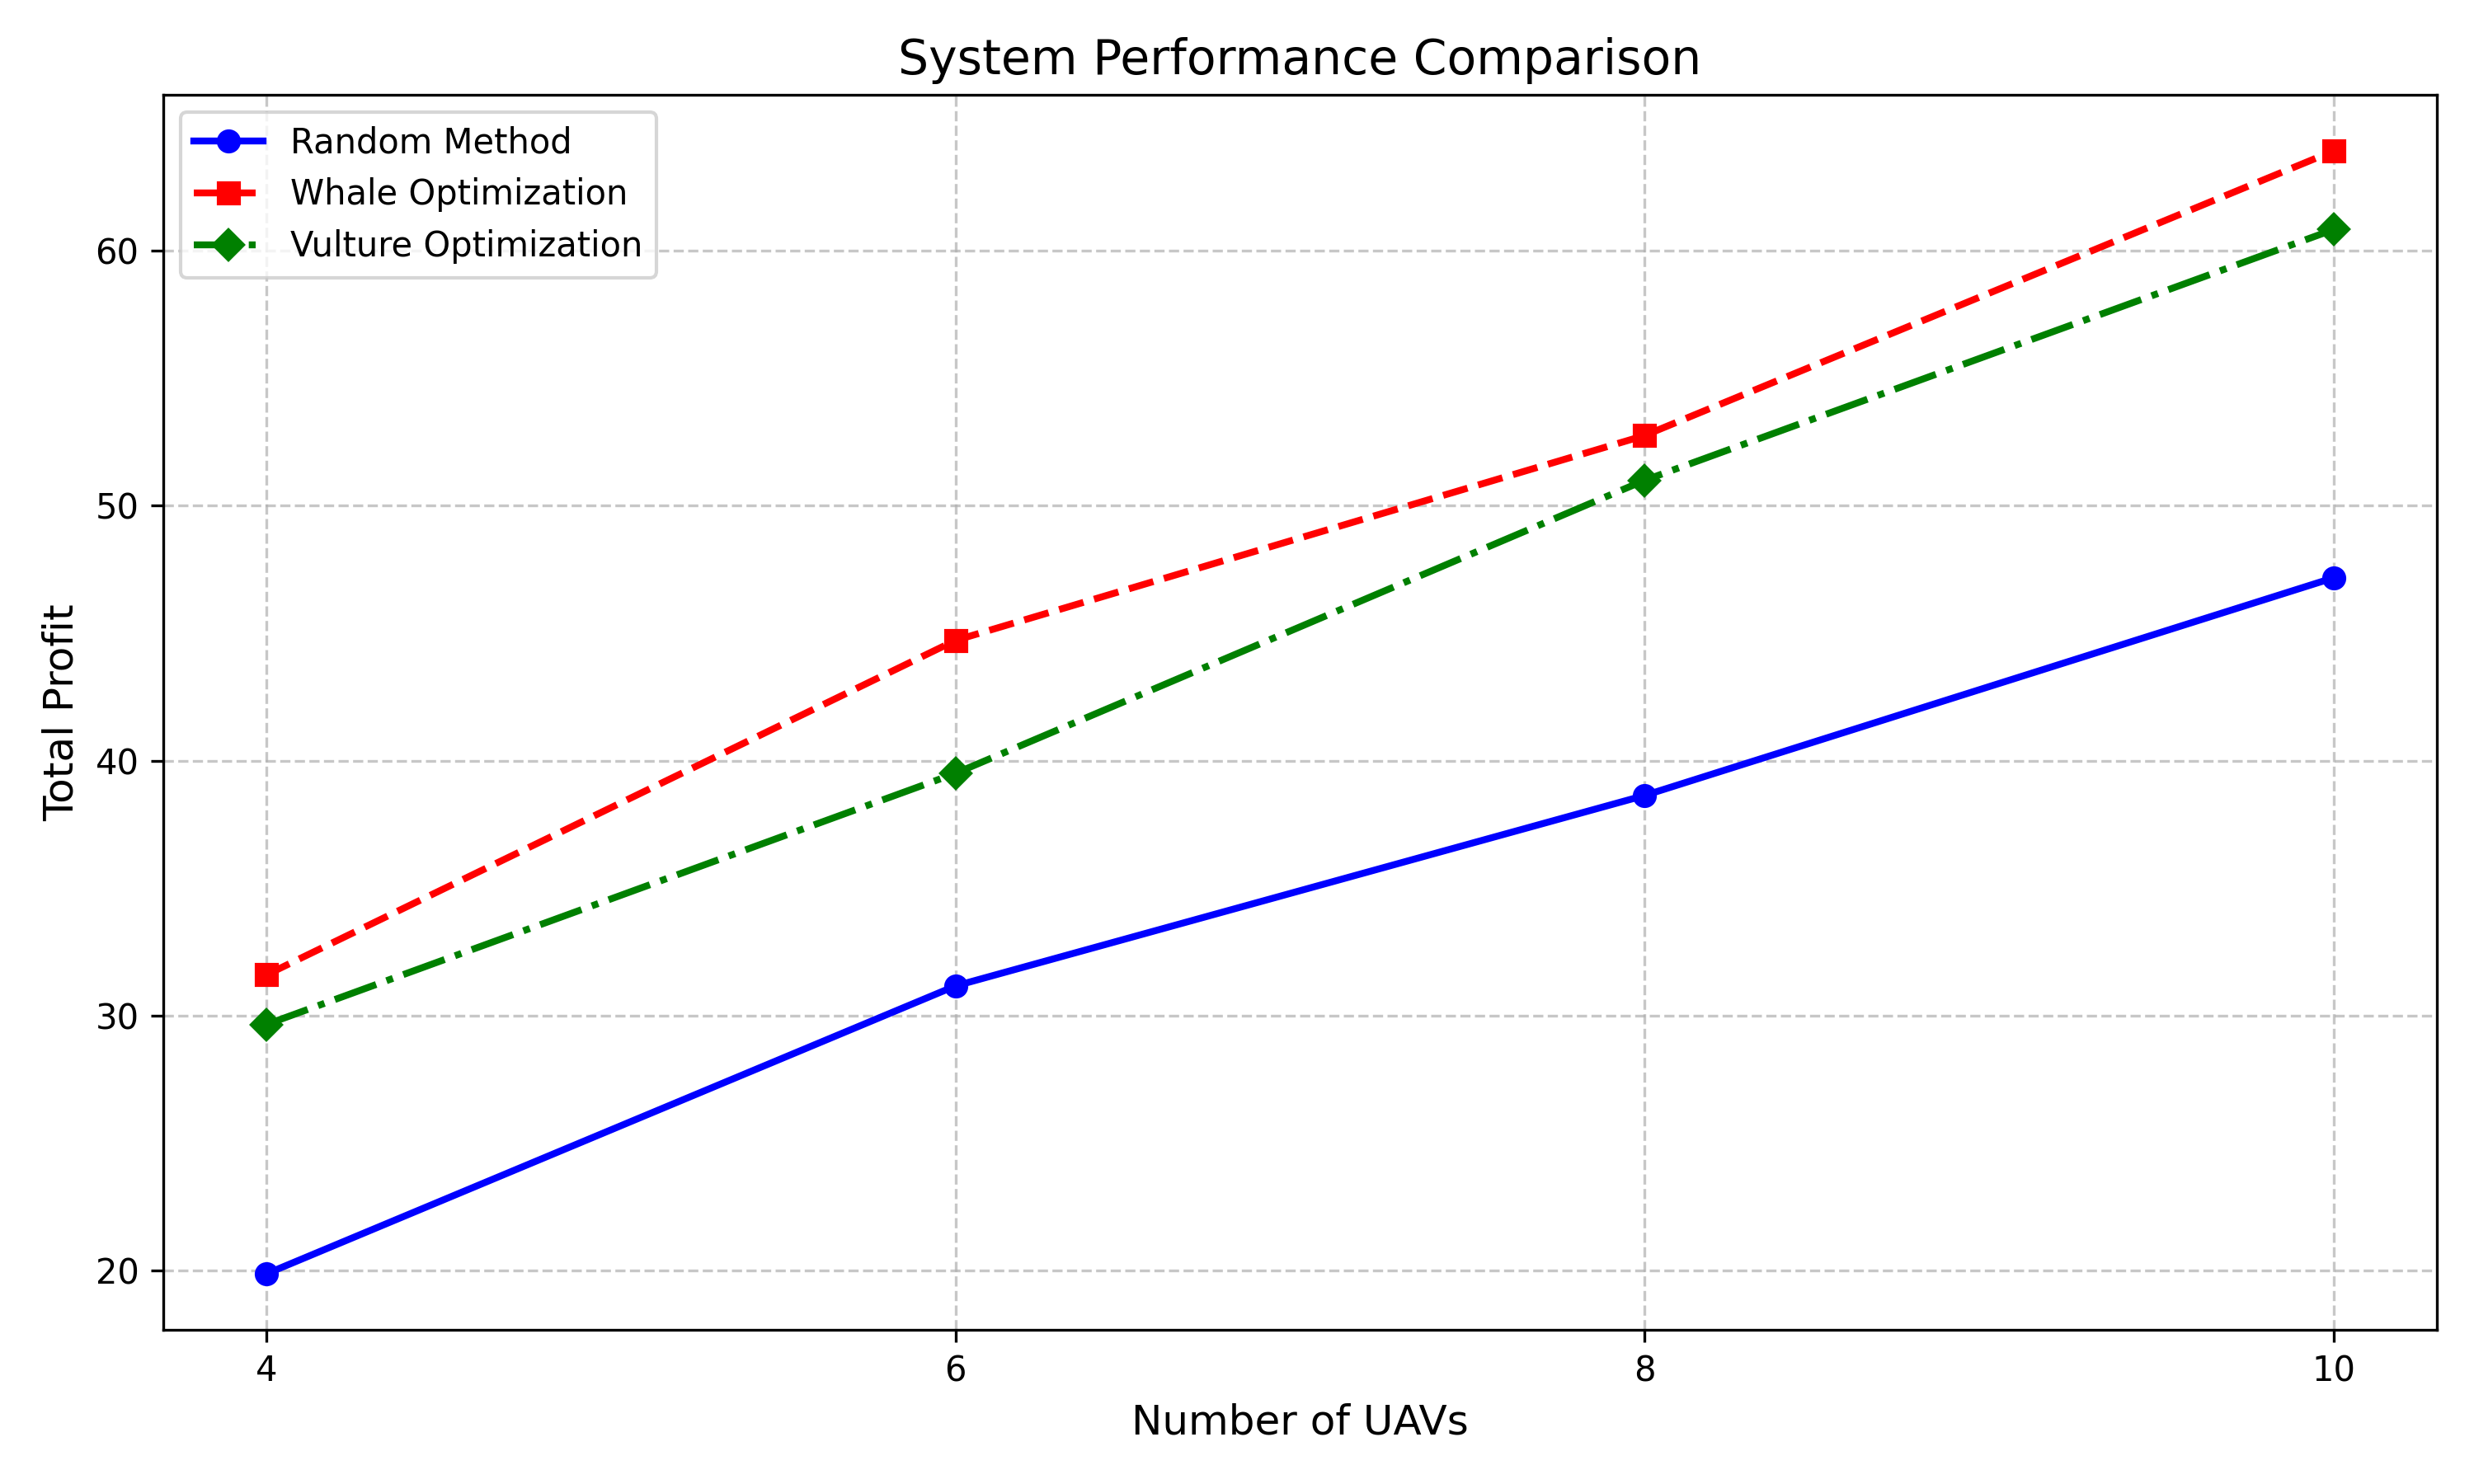 System Performance Comparison
Random Method
Whale Optimization
Vulture Optimization
Total Profit
60
50
40
30
20
4 6 8 10
Number of UAVs